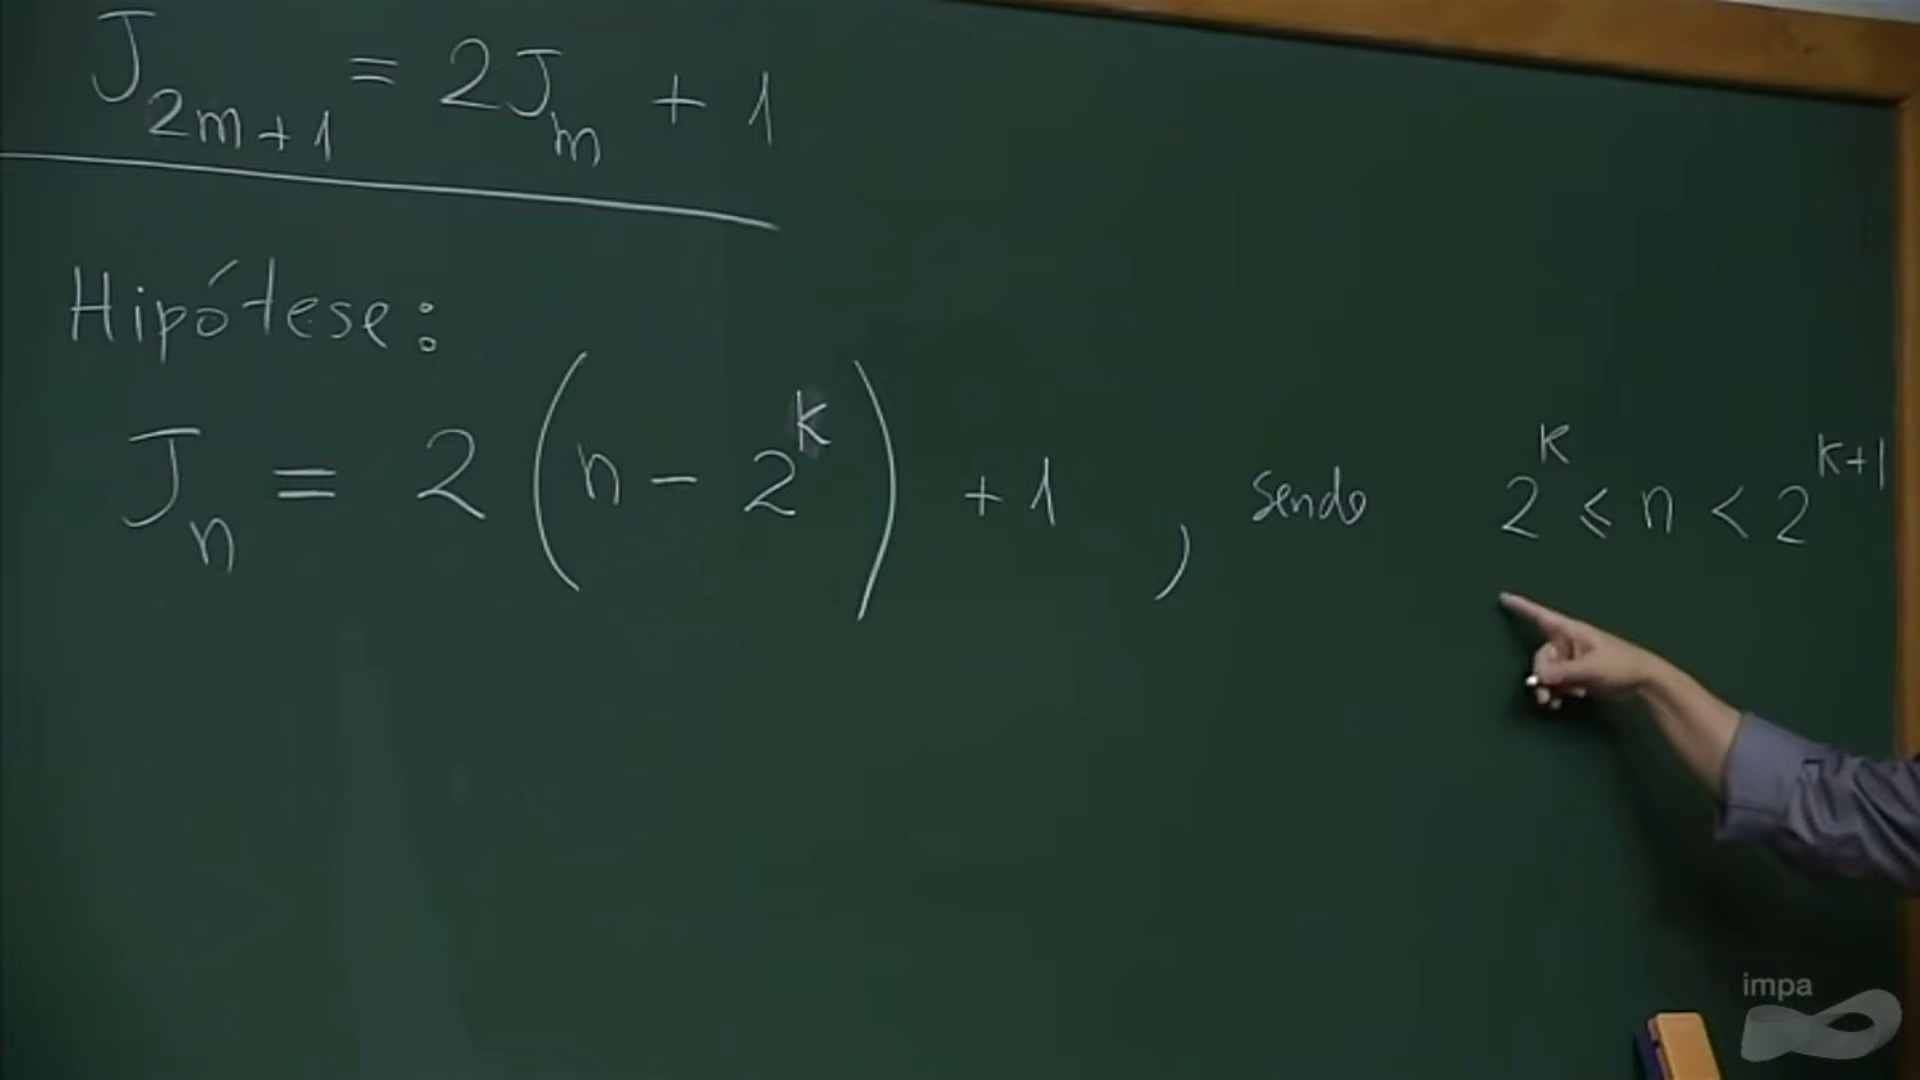 J_{2m+1} = 2J_m + 1
Hipótese:
J_n = 2 (n - 2^k) + 1 , sendo 2^k ≤ n < 2^{k+1}
impa